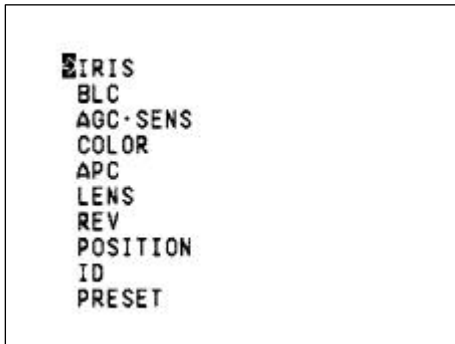 IRIS
BLC
AGC·SENS
COLOR
APC
LENS
REV
POSITION
ID
PRESET